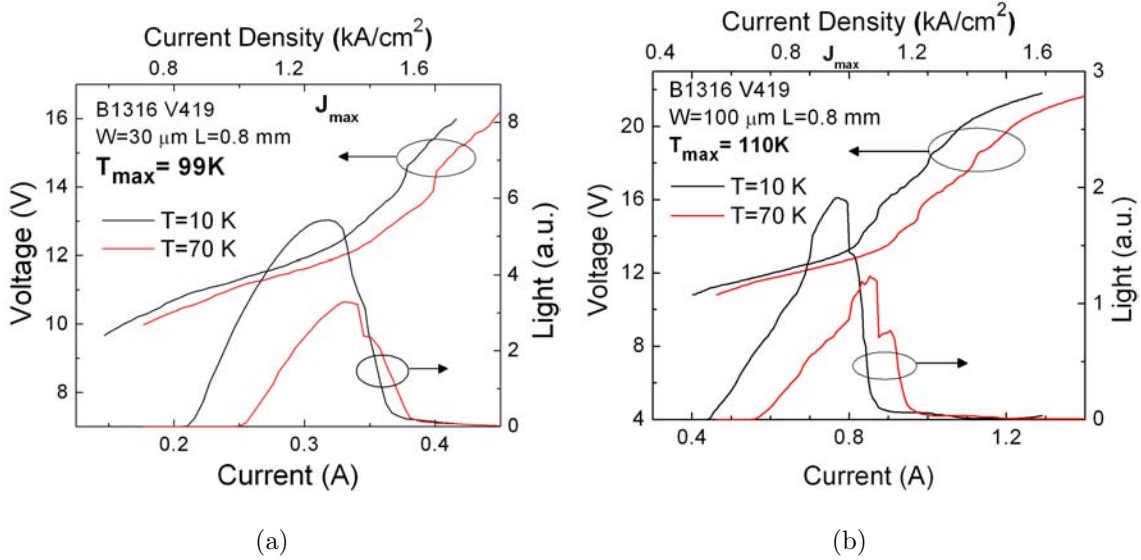 Current Density (kA/cm²)
0.8 1.2 1.6
16
14
12
10
8
Voltage (V)
B1316 V419
W=30 μm L=0.8 mm
Tmax= 99K
Jmax
T=10 K
T=70 K
8
6
4
2
0
Light (a.u.)
0.2 0.3 0.4
Current (A)
(a)
Current Density (kA/cm²)
0.4 0.8 1.2 1.6
Jmax
20
16
12
8
4
Voltage (V)
B1316 V419
W=100 μm L=0.8 mm
Tmax= 110K
T=10 K
T=70 K
3
2
1
0
Light (a.u.)
0.4 0.8 1.2
Current (A)
(b)